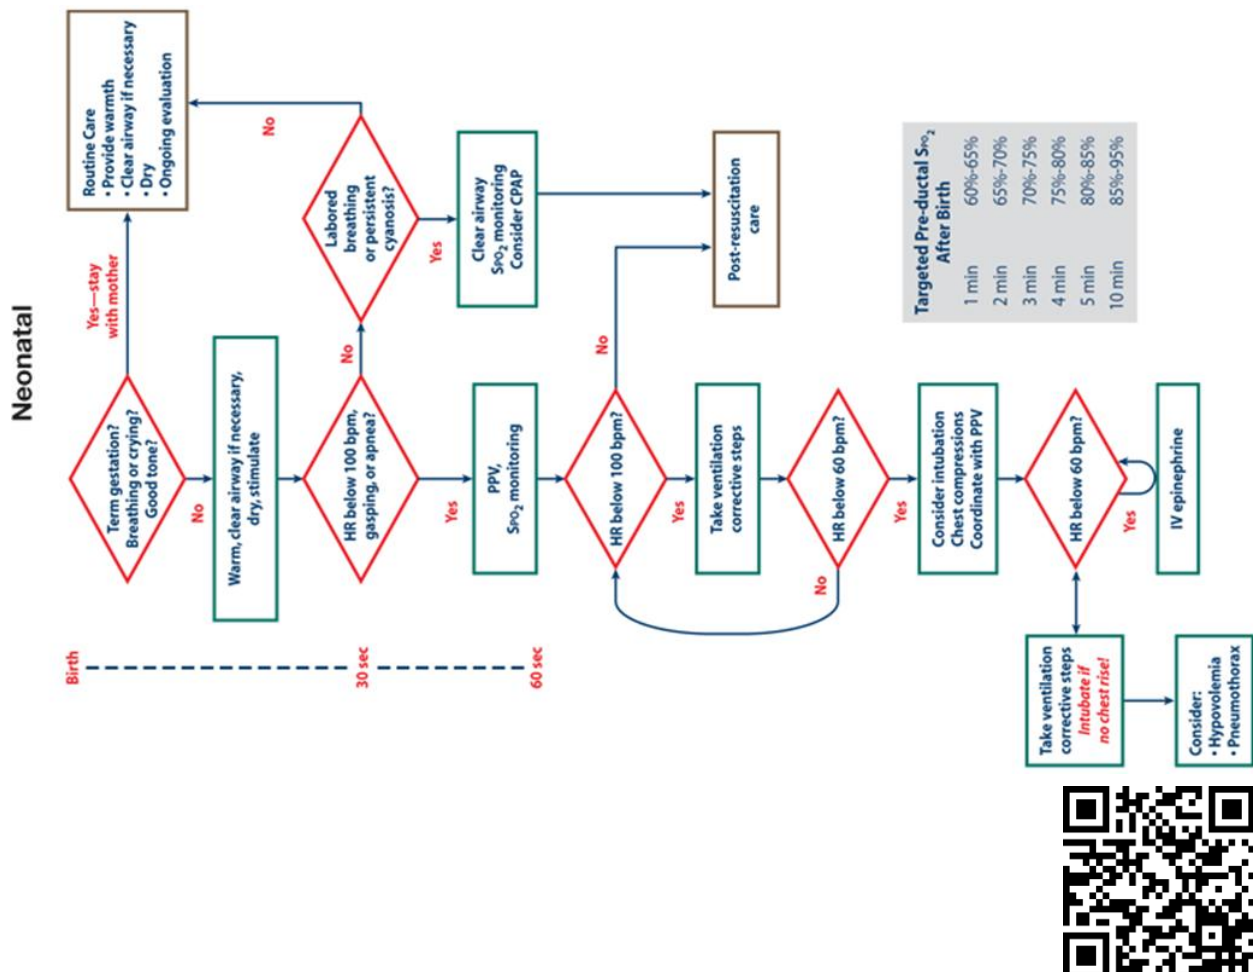 Neonatal
Birth
30 sec
60 sec
Term gestation?
Breathing or crying?
Good tone?
Yes—stay
with mother
Routine Care
• Provide warmth
• Clear airway if necessary
• Dry
• Ongoing evaluation
No
Warm, clear airway if necessary,
dry, stimulate
HR below 100 bpm,
gasping, or apnea?
No
Labored
breathing
or persistent
cyanosis?
No
Yes
Yes
PPV,
SPO2 monitoring
Clear airway
SPO2 monitoring
Consider CPAP
HR below 100 bpm?
No
Yes
Take ventilation
corrective steps
Post-resuscitation
care
HR below 60 bpm?
No
Yes
Consider intubation
Chest compressions
Coordinate with PPV
Take ventilation
corrective steps
Intubate if
no chest rise!
HR below 60 bpm?
Yes
Consider:
• Hypovolemia
• Pneumothorax
IV epinephrine
Targeted Pre-ductal SPO2
After Birth
1 min 60%-65%
2 min 65%-70%
3 min 70%-75%
4 min 75%-80%
5 min 80%-85%
10 min 85%-95%